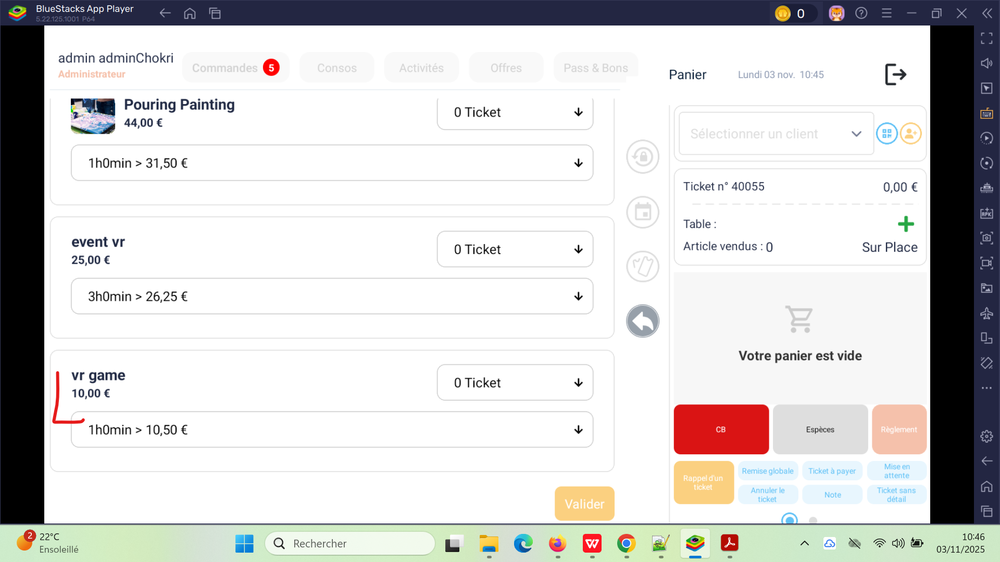 BlueStacks App Player
5.22.125.1001 P64
0
admin adminChokri
Administrateur
Commandes 5
Consos
Activités
Offres
Pass & Bons
Panier
Lundi 03 nov. 10:45
Pouring Painting
44,00 €
0 Ticket
1h0min > 31,50 €
event vr
25,00 €
0 Ticket
3h0min > 26,25 €
vr game
10,00 €
0 Ticket
1h0min > 10,50 €
Valider
Sélectionner un client
Ticket n° 40055
0,00 €
Table :
Article vendus : 0
Sur Place
Votre panier est vide
CB
Espèces
Règlement
Rappel d'un
ticket
Remise globale
Ticket à payer
Mise en
attente
Annuler le
ticket
Note
Ticket sans
détail
APK
2
22°C
Ensoleillé
Rechercher
10:46
03/11/2025